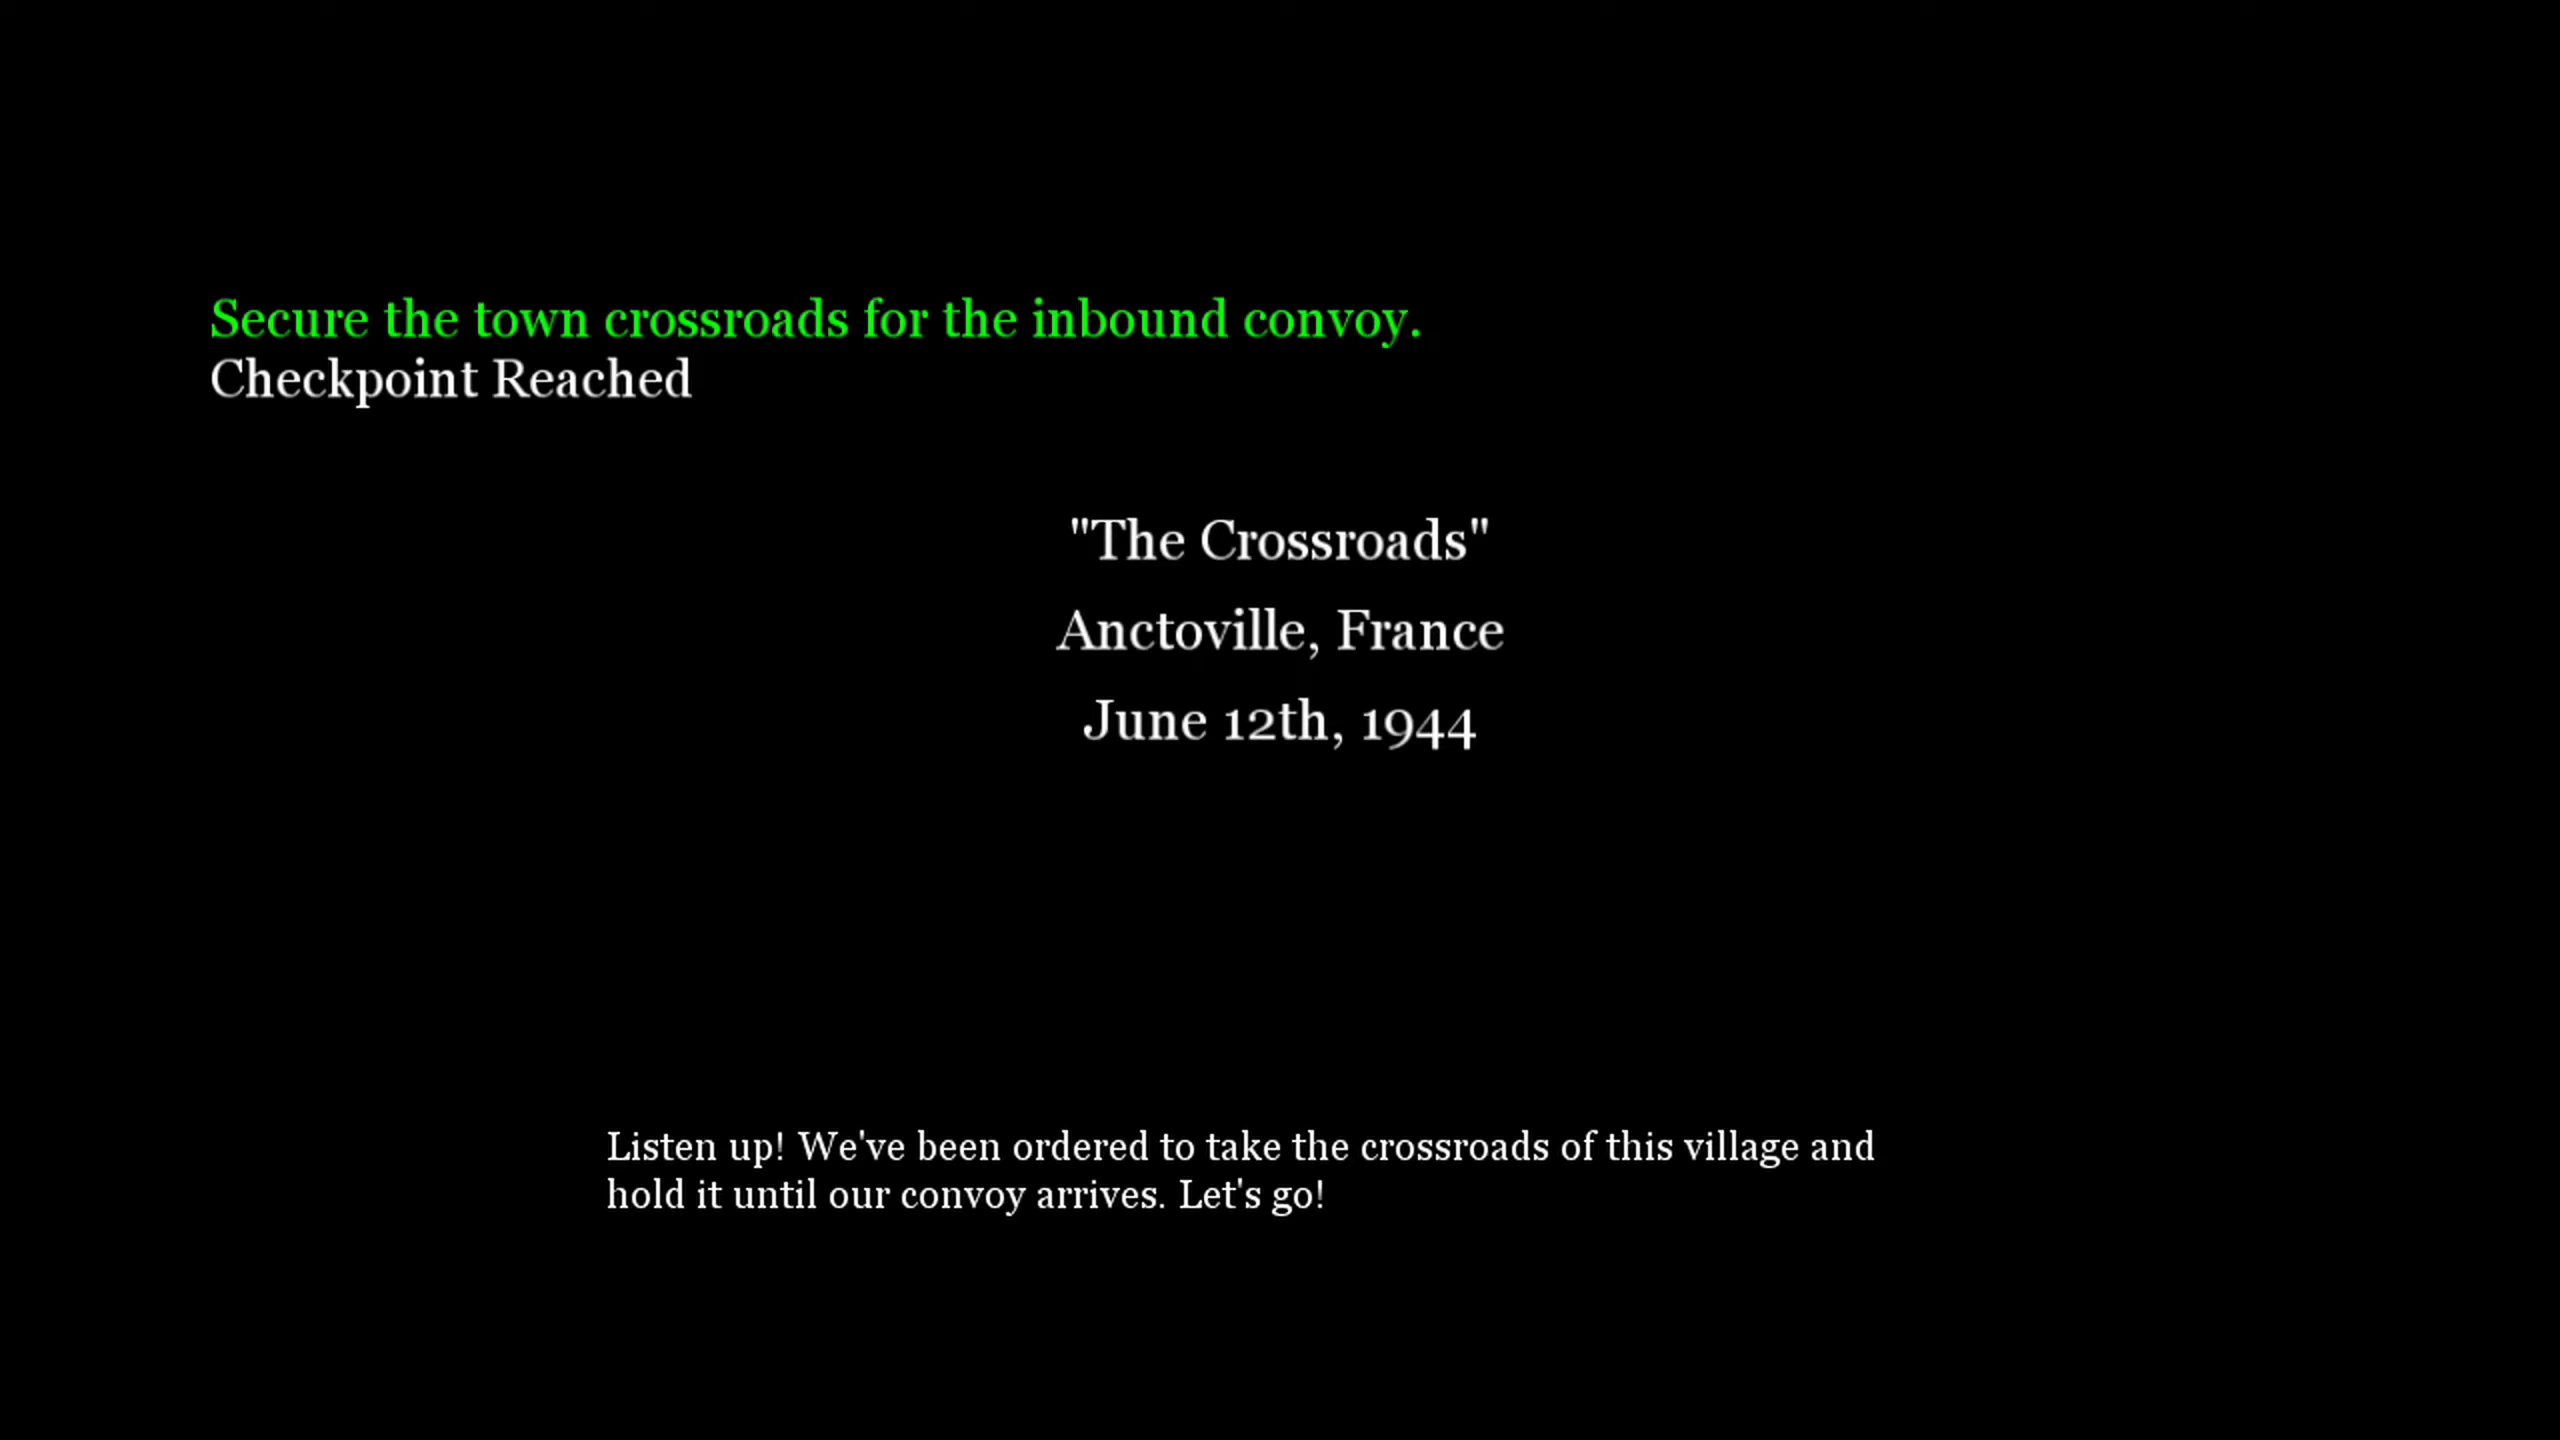 Secure the town crossroads for the inbound convoy.
Checkpoint Reached
"The Crossroads"
Anctoville, France
June 12th, 1944
Listen up! We've been ordered to take the crossroads of this village and
hold it until our convoy arrives. Let's go!